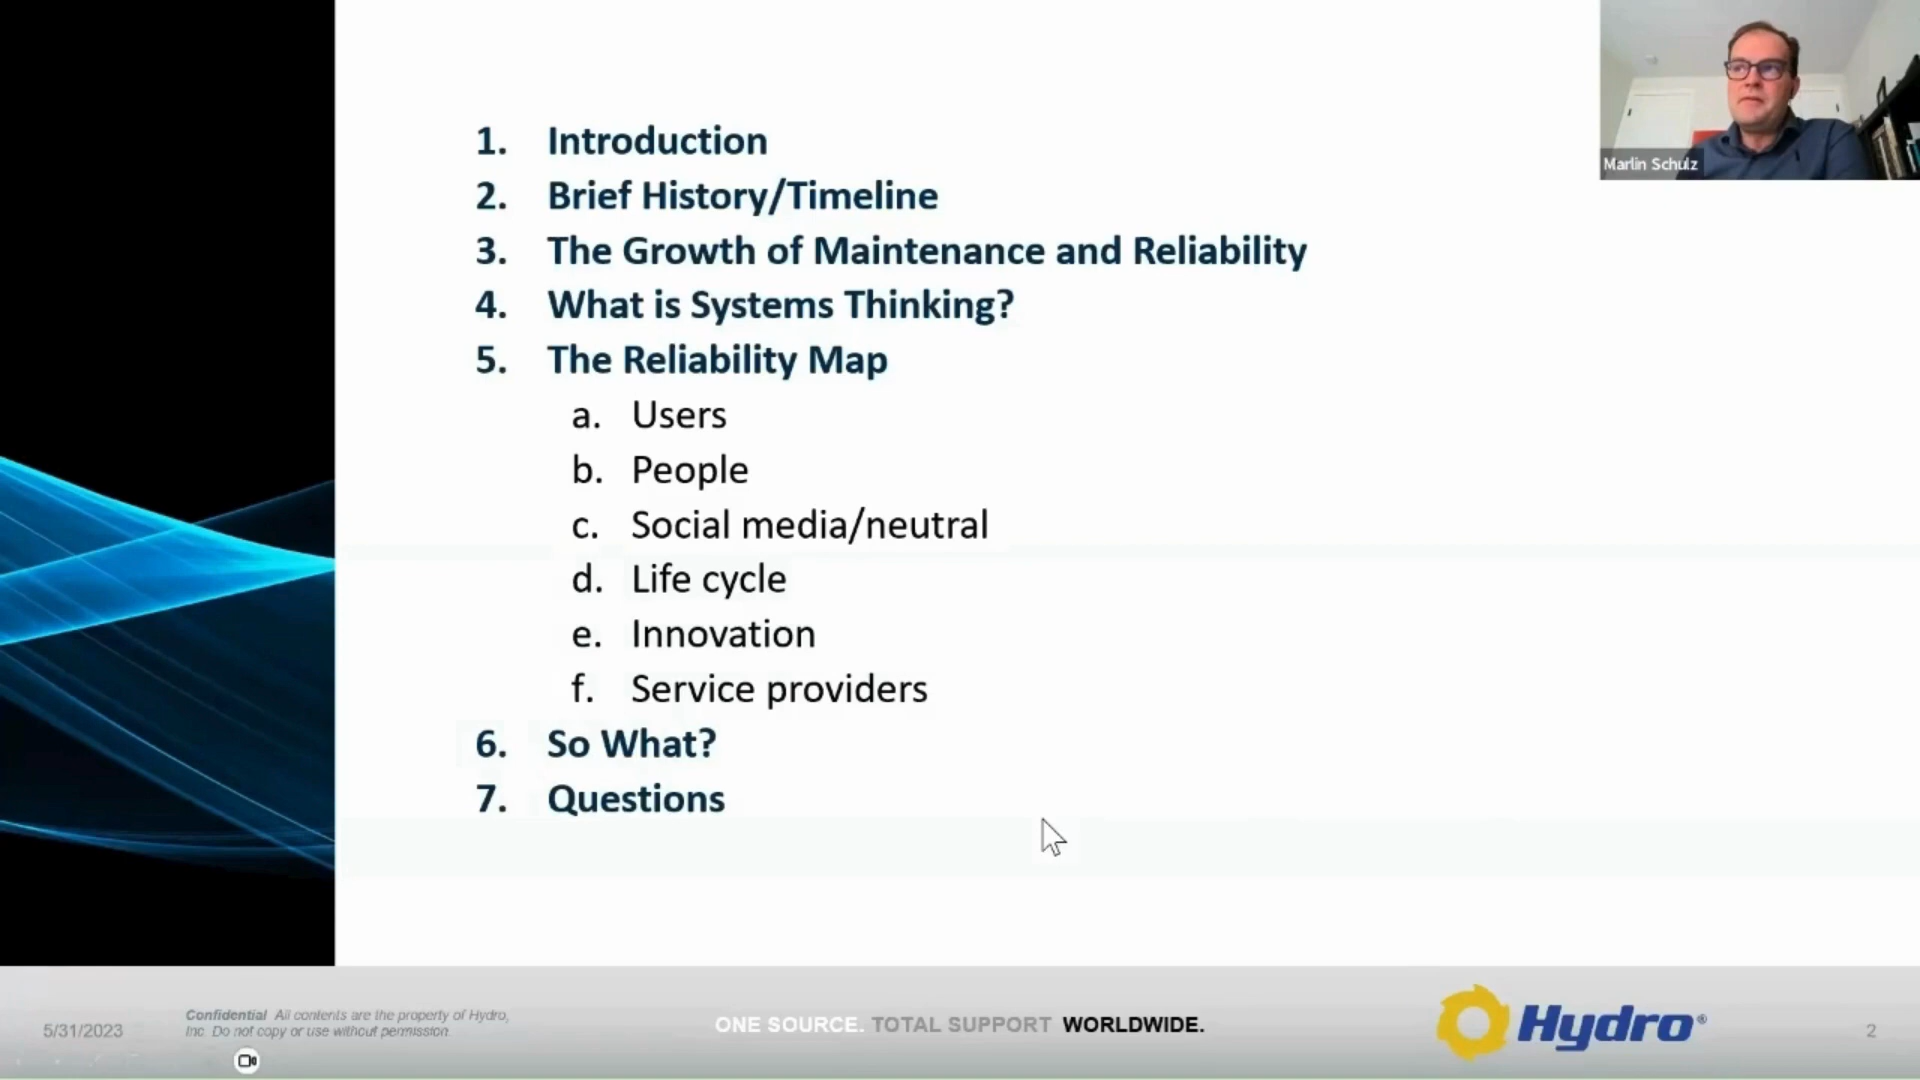 1. Introduction
2. Brief History/Timeline
3. The Growth of Maintenance and Reliability
4. What is Systems Thinking?
5. The Reliability Map
a. Users
b. People
c. Social media/neutral
d. Life cycle
e. Innovation
f. Service providers
6. So What?
7. Questions
Marlin Schulz
5/31/2023
Confidential All contents are the property of Hydro,
Inc. Do not copy or use without permission.
ONE SOURCE. TOTAL SUPPORT WORLDWIDE.
Hydro®
2